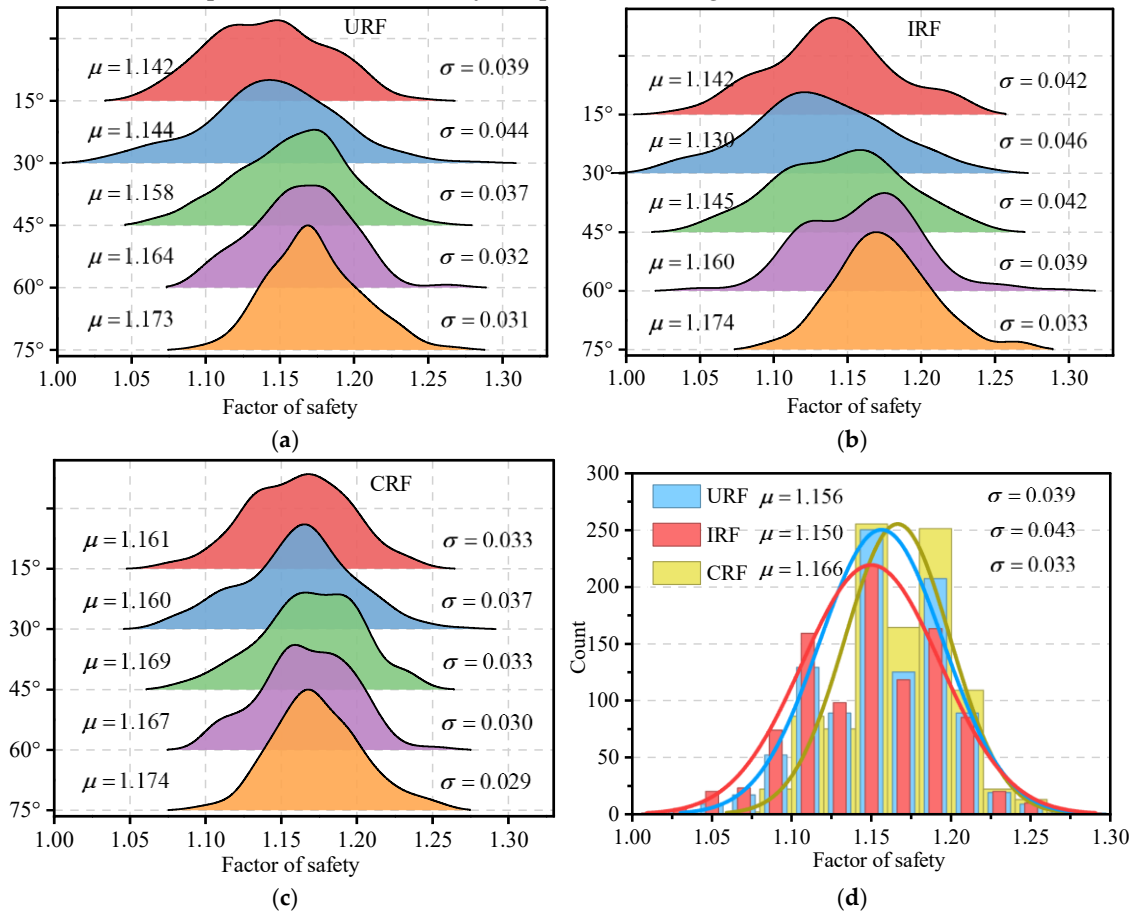 URF
μ = 1.142 σ = 0.039
15°
μ = 1.144 σ = 0.044
30°
μ = 1.158 σ = 0.037
45°
μ = 1.164 σ = 0.032
60°
μ = 1.173 σ = 0.031
75°
1.00 1.05 1.10 1.15 1.20 1.25 1.30
Factor of safety
(a)
IRF
μ = 1.142 σ = 0.042
15°
μ = 1.130 σ = 0.046
30°
μ = 1.145 σ = 0.042
45°
μ = 1.160 σ = 0.039
60°
μ = 1.174 σ = 0.033
75°
1.00 1.05 1.10 1.15 1.20 1.25 1.30
Factor of safety
(b)
CRF
μ = 1.161 σ = 0.033
15°
μ = 1.160 σ = 0.037
30°
μ = 1.169 σ = 0.033
45°
μ = 1.167 σ = 0.030
60°
μ = 1.174 σ = 0.029
75°
1.00 1.05 1.10 1.15 1.20 1.25 1.30
Factor of safety
(c)
300
250
200
150
100
50
0
Count
URF μ = 1.156 σ = 0.039
IRF μ = 1.150 σ = 0.043
CRF μ = 1.166 σ = 0.033
1.00 1.05 1.10 1.15 1.20 1.25 1.30
Factor of safety
(d)